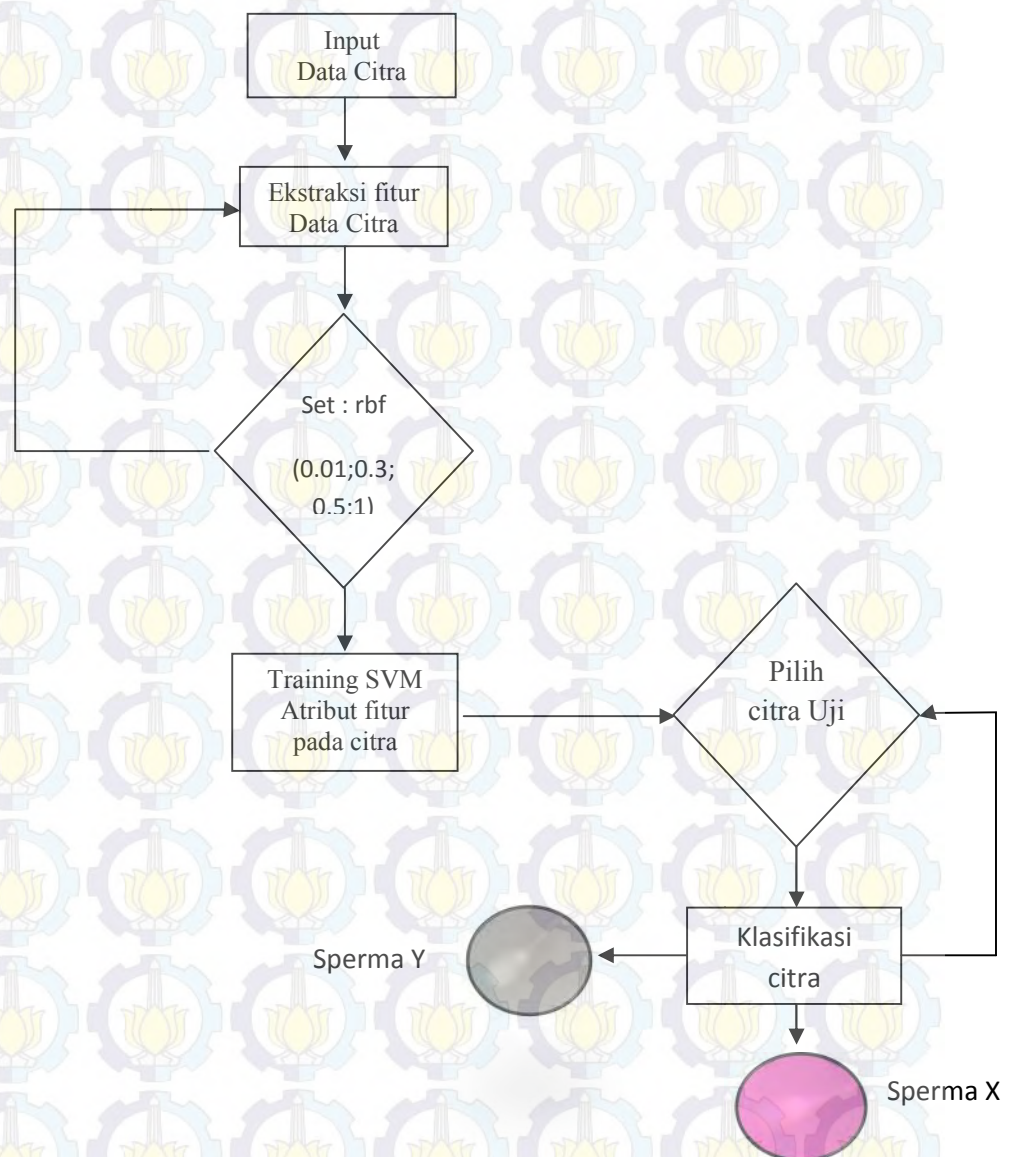 Input
Data Citra
Ekstraksi fitur
Data Citra
Set : rbf
(0.01;0.3;
0.5;1)
Training SVM
Atribut fitur
pada citra
Pilih
citra Uji
Klasifikasi
citra
Sperma Y
Sperma X